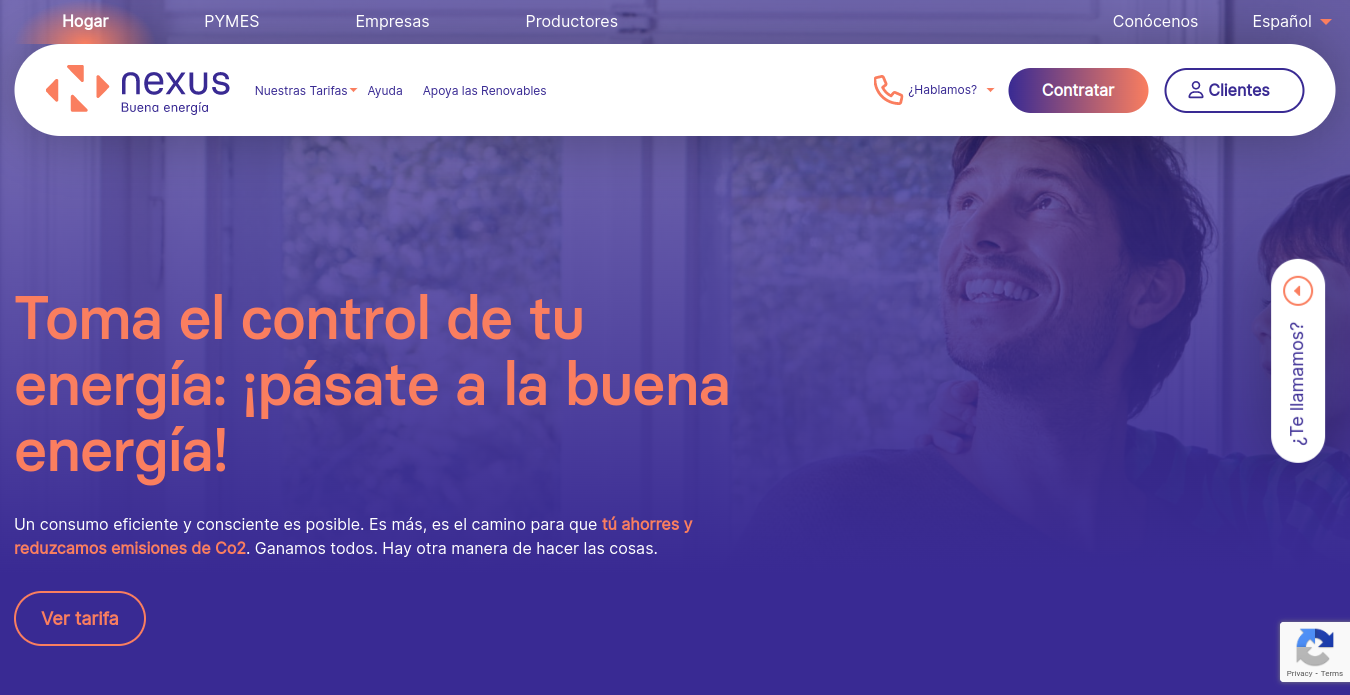 Hogar PYMES Empresas Productores Conócenos Español
nexus
Buena energía
Nuestras Tarifas Ayuda Apoya las Renovables ¿Hablamos? Contratar Clientes
Toma el control de tu
energía: ¡pásate a la buena
energía!
¿Te llamamos?
Un consumo eficiente y consciente es posible. Es más, es el camino para que tú ahorres y
reduzcamos emisiones de Co2. Ganamos todos. Hay otra manera de hacer las cosas.
Ver tarifa
Privacy - Terms